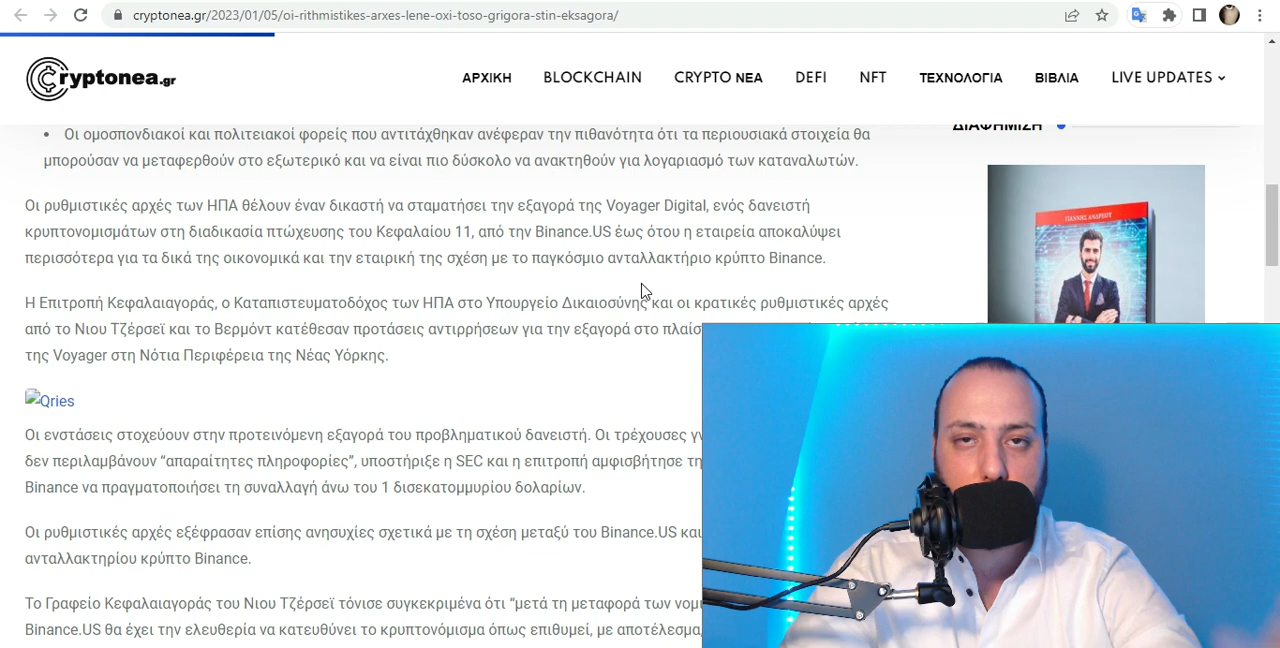 cryptonea.gr/2023/01/05/oi-rithmistikes-arxes-lene-oxi-toso-grigora-stin-eksagora/
ryptonea.gr
ΑΡΧΙΚΗ BLOCKCHAIN CRYPTO ΝΕΑ DEFI NFT ΤΕΧΝΟΛΟΓΙΑ ΒΙΒΛΙΑ LIVE UPDATES
• Οι ομοσπονδιακοί και πολιτειακοί φορείς που αντιτάχθηκαν ανέφεραν την πιθανότητα ότι τα περιουσιακά στοιχεία θα
μπορούσαν να μεταφερθούν στο εξωτερικό και να είναι πιο δύσκολο να ανακτηθούν για λογαριασμό των καταναλωτών.
Οι ρυθμιστικές αρχές των ΗΠΑ θέλουν έναν δικαστή να σταματήσει την εξαγορά της Voyager Digital, ενός δανειστή
κρυπτονομισμάτων στη διαδικασία πτώχευσης του Κεφαλαίου 11, από την Binance.US έως ότου η εταιρεία αποκαλύψει
περισσότερα για τα δικά της οικονομικά και την εταιρική της σχέση με το παγκόσμιο ανταλλακτήριο κρύπτο Binance.
Η Επιτροπή Κεφαλαιαγοράς, ο Καταπιστευματοδόχος των ΗΠΑ στο Υπουργείο Δικαιοσύνης και οι κρατικές ρυθμιστικές αρχές
από το Νιου Τζέρσεϊ και το Βερμόντ κατέθεσαν προτάσεις αντιρρήσεων για την εξαγορά στο
της Voyager στη Νότια Περιφέρεια της Νέας Υόρκης.
Qries
Οι ενστάσεις στοχεύουν στην προτεινόμενη εξαγορά του προβληματικού δανειστή. Οι τρέχουσες
δεν περιλαμβάνουν “απαραίτητες πληροφορίες”, υποστήριξε η SEC και η επιτροπή αμφισβήτησε
Binance να πραγματοποιήσει τη συναλλαγή άνω του 1 δισεκατομμυρίου δολαρίων.
Οι ρυθμιστικές αρχές εξέφρασαν επίσης ανησυχίες σχετικά με τη σχέση μεταξύ του Binance.US και
ανταλλακτηρίου κρύπτο Binance.
Το Γραφείο Κεφαλαιαγοράς του Νιου Τζέρσεϊ τόνισε συγκεκριμένα ότι “μετά τη μεταφορά των
Binance.US θα έχει την ελευθερία να κατευθύνει το κρυπτονόμισμα όπως επιθυμεί, με αποτέλεσμα,
ΔΙΑΦΗΜΙΣΗ
ΓΙΑΝΝΗΣ ΑΝΔΡΕΟΥ